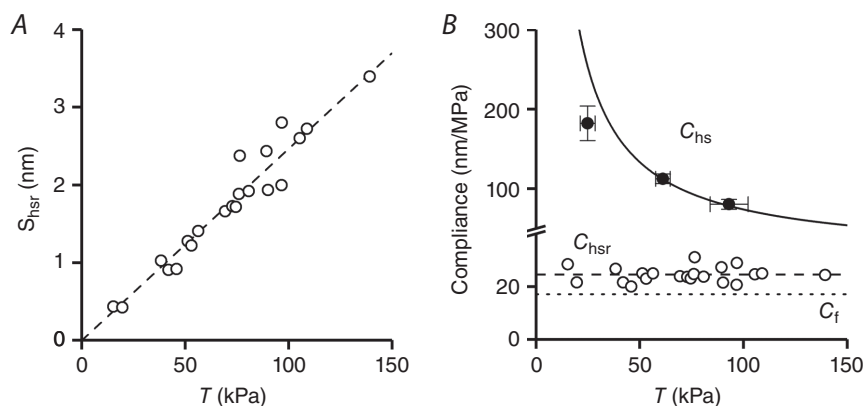 A
4
3
2
1
0
S_hsr (nm)
0 50 100 150
T (kPa)
B
300
200
100
20
0
Compliance (nm/MPa)
C_hs
C_hsr
C_f
0 50 100 150
T (kPa)